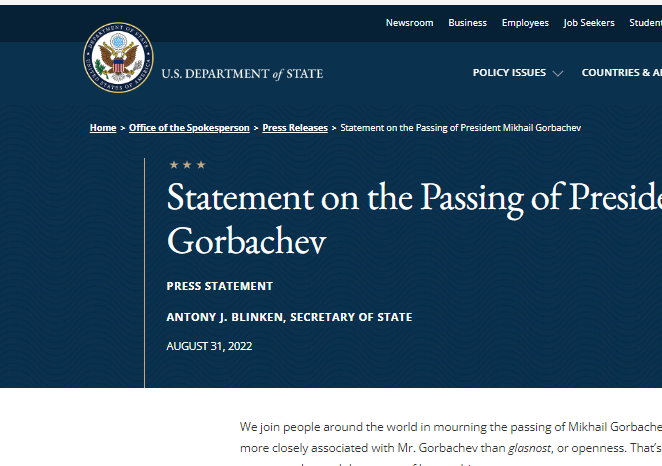 Newsroom Business Employees Job Seekers Student
U.S. DEPARTMENT of STATE
POLICY ISSUES COUNTRIES &
Home > Office of the Spokesperson > Press Releases > Statement on the Passing of President Mikhail Gorbachev
Statement on the Passing of Preside
Gorbachev
PRESS STATEMENT
ANTONY J. BLINKEN, SECRETARY OF STATE
AUGUST 31, 2022
We join people around the world in mourning the passing of Mikhail Gorbache
more closely associated with Mr. Gorbachev than glasnost, or openness. That's